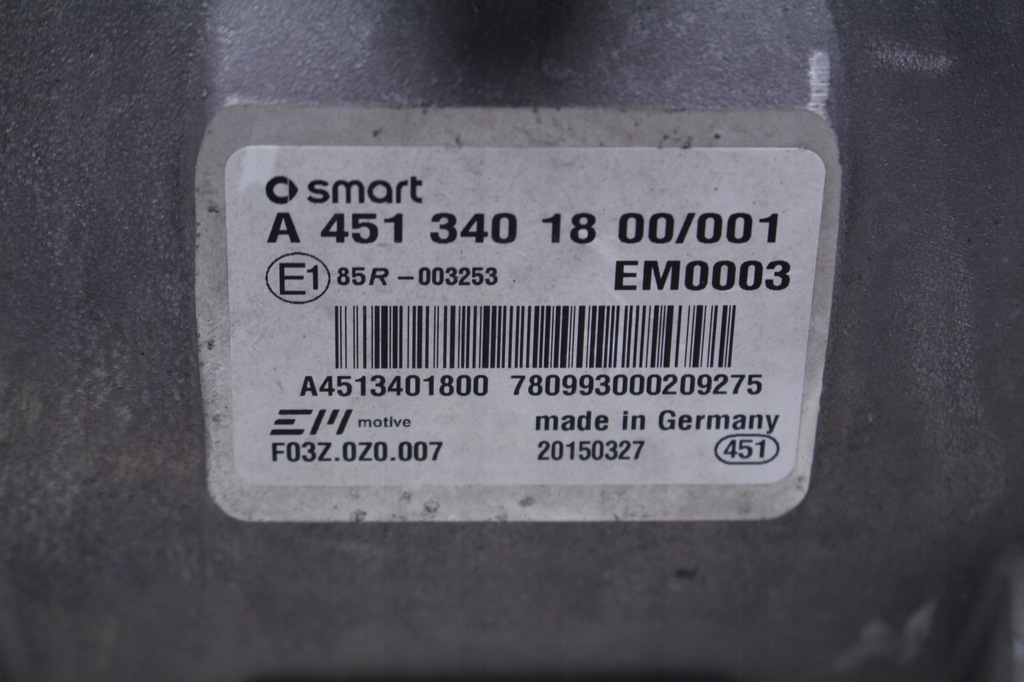 smart
A 451 340 18 00/001
E1 85R - 003253 EM0003
A4513401800 780993000209275
EM motive made in Germany
F03Z.0Z0.007 20150327 451